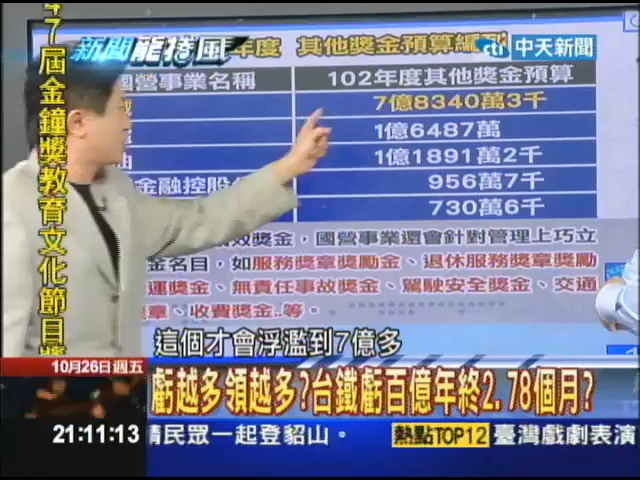 47屆金鐘獎教育文化節目獎
新聞龍捲風
年度 其他獎金預算編列
cti 中天新聞
國營事業名稱 102年度其他獎金預算
7億8340萬3千
1億6487萬
油 1億1891萬2千
金融控股 956萬7千
730萬6千
效獎金，國營事業還會針對管理上巧立
金名目，如服務獎章獎勵金、退休服務獎章獎勵
運獎金、無責任事故獎金、駕駛安全獎金、交通
章、收費獎金..等。
這個才會浮濫到7億多
10月26日週五
虧越多領越多?台鐵虧百億年終2.78個月?
21:11:13
請民眾一起登貂山。 熱點TOP12 臺灣戲劇表演